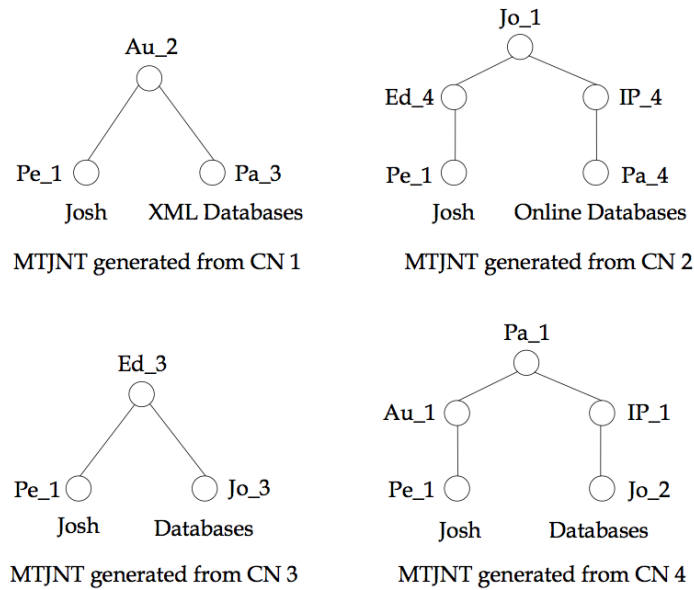 Au_2
Pe_1 Pa_3
Josh XML Databases
MTJNT generated from CN 1
Jo_1
Ed_4 IP_4
Pe_1 Pa_4
Josh Online Databases
MTJNT generated from CN 2
Ed_3
Pe_1 Jo_3
Josh Databases
MTJNT generated from CN 3
Pa_1
Au_1 IP_1
Pe_1 Jo_2
Josh Databases
MTJNT generated from CN 4